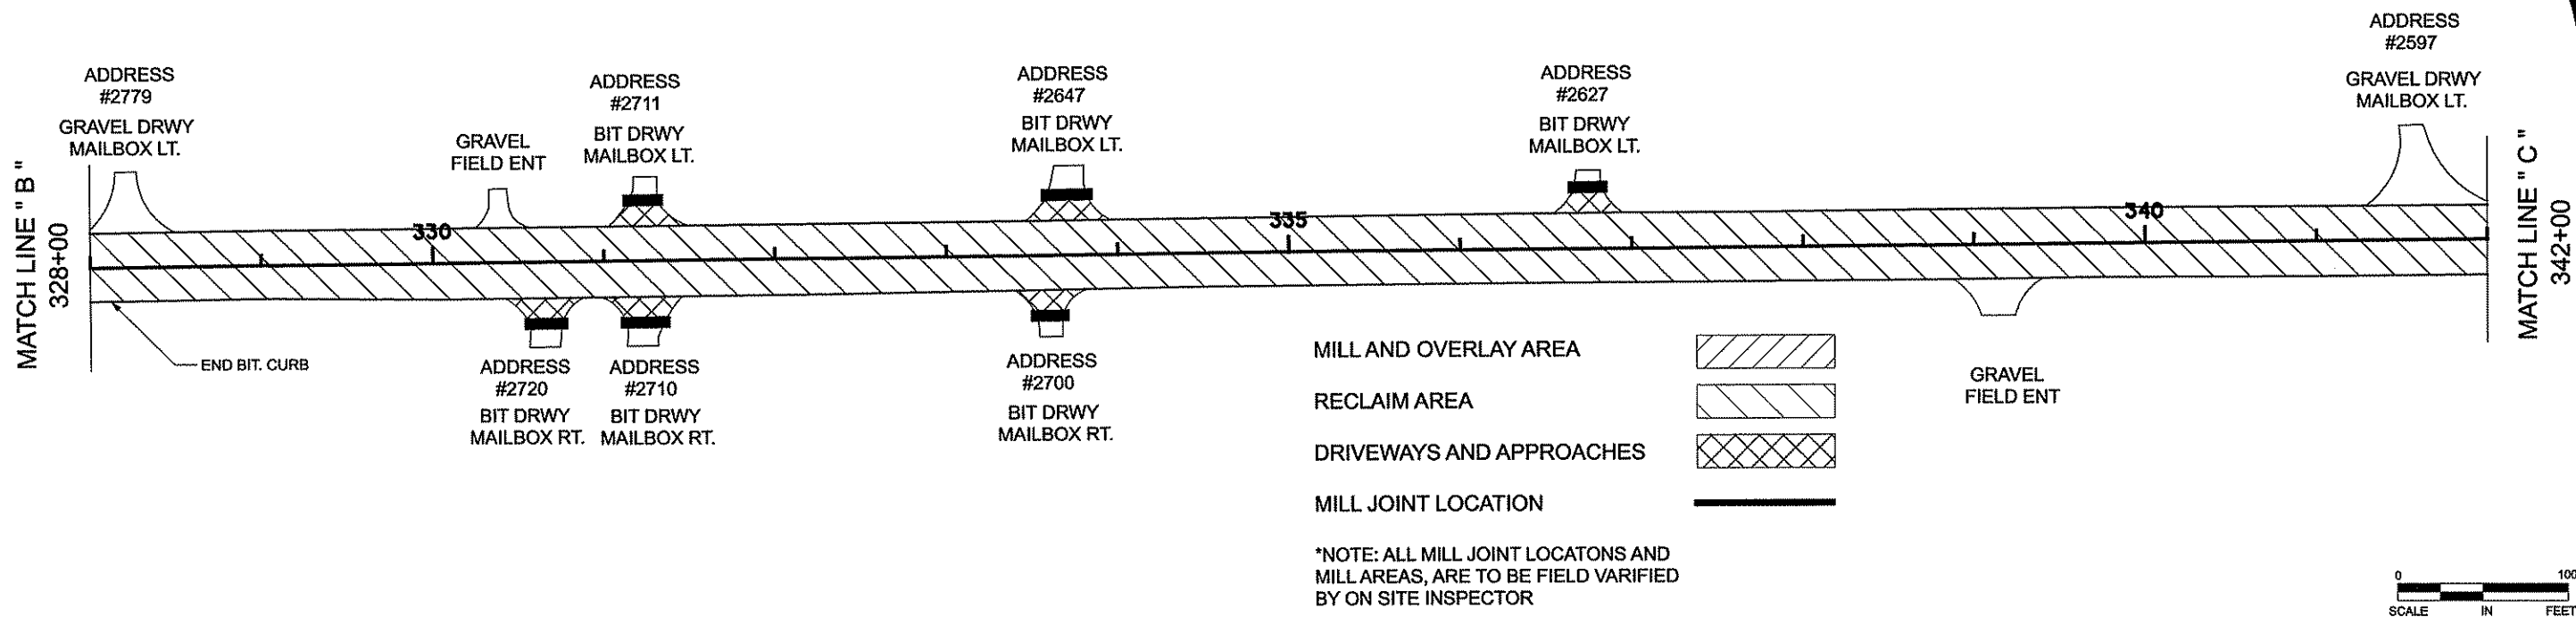 MATCH LINE " B "
328+00
ADDRESS
#2779
GRAVEL DRWY
MAILBOX LT.
GRAVEL
FIELD ENT
ADDRESS
#2711
BIT DRWY
MAILBOX LT.
ADDRESS
#2647
BIT DRWY
MAILBOX LT.
ADDRESS
#2627
BIT DRWY
MAILBOX LT.
ADDRESS
#2597
GRAVEL DRWY
MAILBOX LT.
MATCH LINE " C "
342+00
330
335
340
END BIT. CURB
ADDRESS
#2720
BIT DRWY
MAILBOX RT.
ADDRESS
#2710
BIT DRWY
MAILBOX RT.
ADDRESS
#2700
BIT DRWY
MAILBOX RT.
GRAVEL
FIELD ENT
MILL AND OVERLAY AREA
RECLAIM AREA
DRIVEWAYS AND APPROACHES
MILL JOINT LOCATION
*NOTE: ALL MILL JOINT LOCATONS AND
MILL AREAS, ARE TO BE FIELD VARIFIED
BY ON SITE INSPECTOR
0 100
SCALE IN FEET